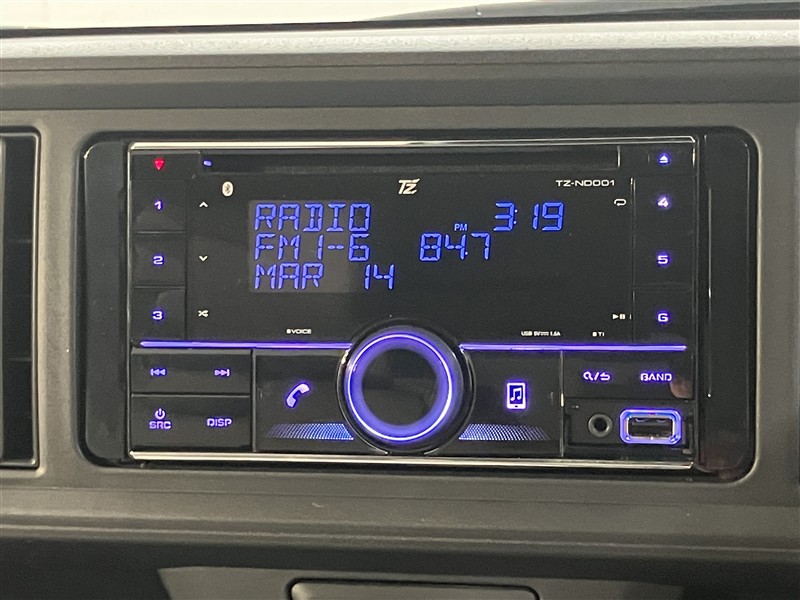 TZ
TZ-ND001
1
4
RADIO 3:19
PM
FM1-6 84.7
2
5
MAR 14
3
6
VOICE
USB 5V 1.5A
BT1
BAND
SRC
DISP